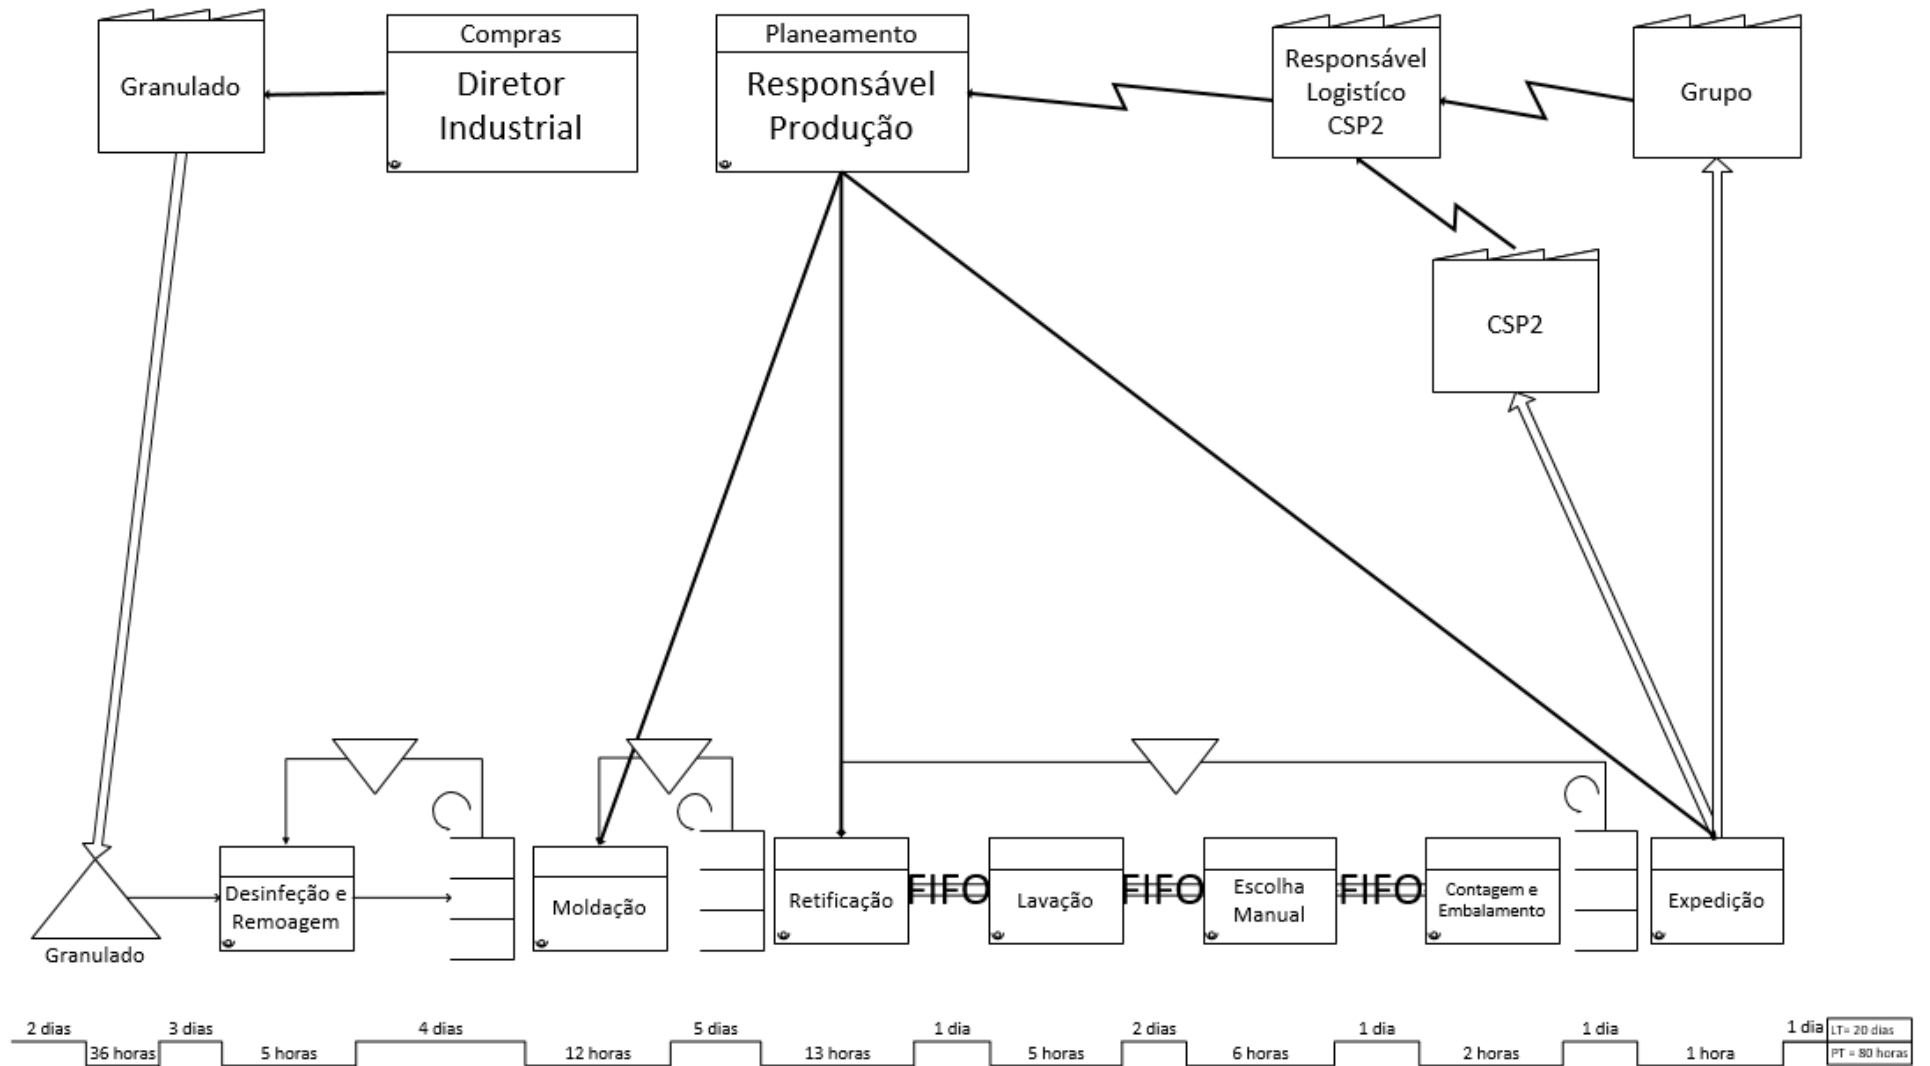 Granulado
Compras
Diretor
Industrial
Planeamento
Responsável
Produção
Responsável
Logistíco
CSP2
Grupo
CSP2
Granulado
Desinfeção e
Remoagem
Moldação
Retificação
FIFO
Lavação
FIFO
Escolha
Manual
FIFO
Contagem e
Embalamento
Expedição
2 dias
36 horas
3 dias
5 horas
4 dias
12 horas
5 dias
13 horas
1 dia
5 horas
2 dias
6 horas
1 dia
2 horas
1 dia
1 hora
1 dia
LT= 20 dias
PT = 80 horas